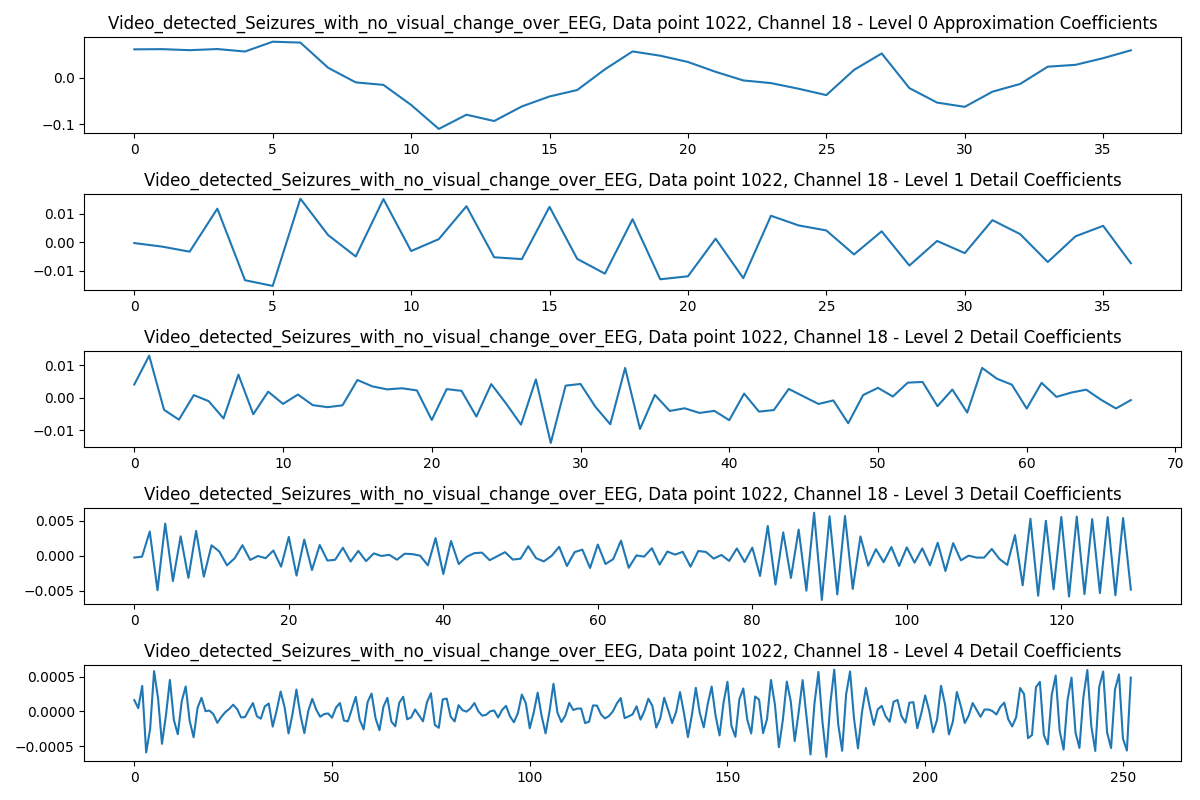 Video_detected_Seizures_with_no_visual_change_over_EEG, Data point 1022, Channel 18 - Level 0 Approximation Coefficients
0.0
−0.1
0 5 10 15 20 25 30 35
Video_detected_Seizures_with_no_visual_change_over_EEG, Data point 1022, Channel 18 - Level 1 Detail Coefficients
0.01
0.00
−0.01
0 5 10 15 20 25 30 35
Video_detected_Seizures_with_no_visual_change_over_EEG, Data point 1022, Channel 18 - Level 2 Detail Coefficients
0.01
0.00
−0.01
0 10 20 30 40 50 60 70
Video_detected_Seizures_with_no_visual_change_over_EEG, Data point 1022, Channel 18 - Level 3 Detail Coefficients
0.005
0.000
−0.005
0 20 40 60 80 100 120
Video_detected_Seizures_with_no_visual_change_over_EEG, Data point 1022, Channel 18 - Level 4 Detail Coefficients
0.0005
0.0000
−0.0005
0 50 100 150 200 250